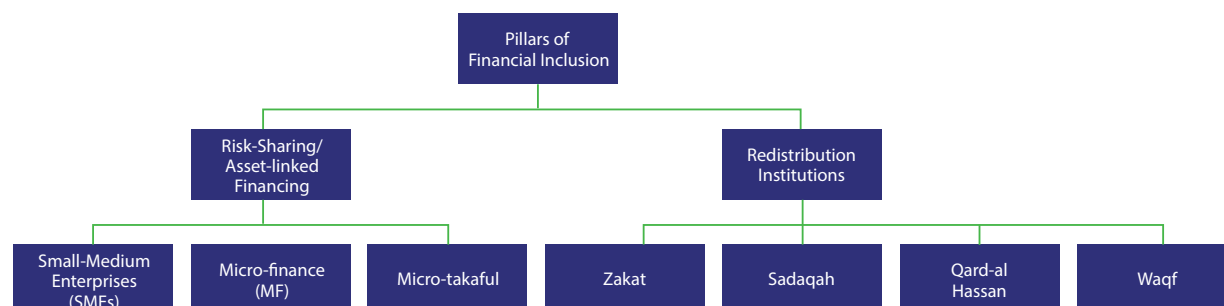 Pillars of
Financial Inclusion
Risk-Sharing/
Asset-linked
Financing
Redistribution
Institutions
Small-Medium
Enterprises
(SMEs)
Micro-finance
(MF)
Micro-takaful
Zakat
Sadaqah
Qard-al
Hassan
Waqf